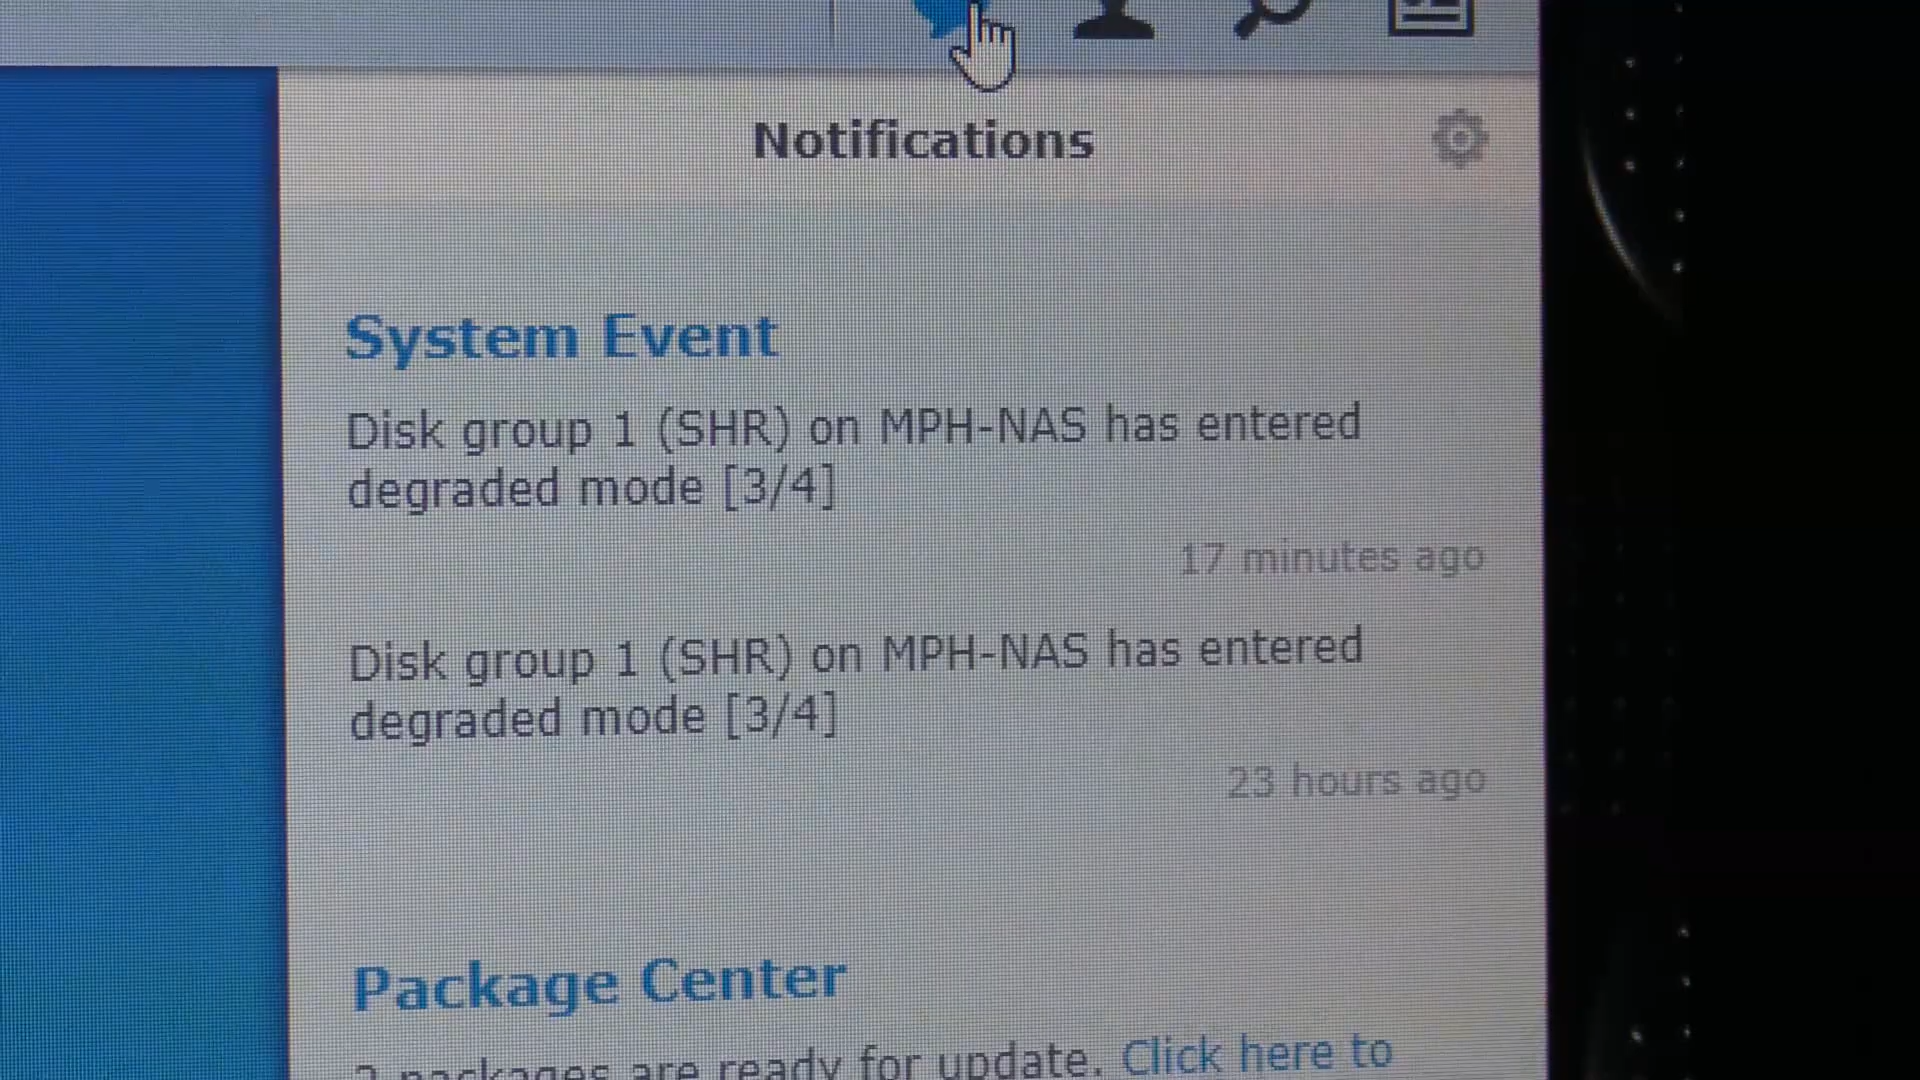 Notifications
System Event
Disk group 1 (SHR) on MPH-NAS has entered
degraded mode [3/4]
17 minutes ago
Disk group 1 (SHR) on MPH-NAS has entered
degraded mode [3/4]
23 hours ago
Package Center
packages are ready for update. Click here to